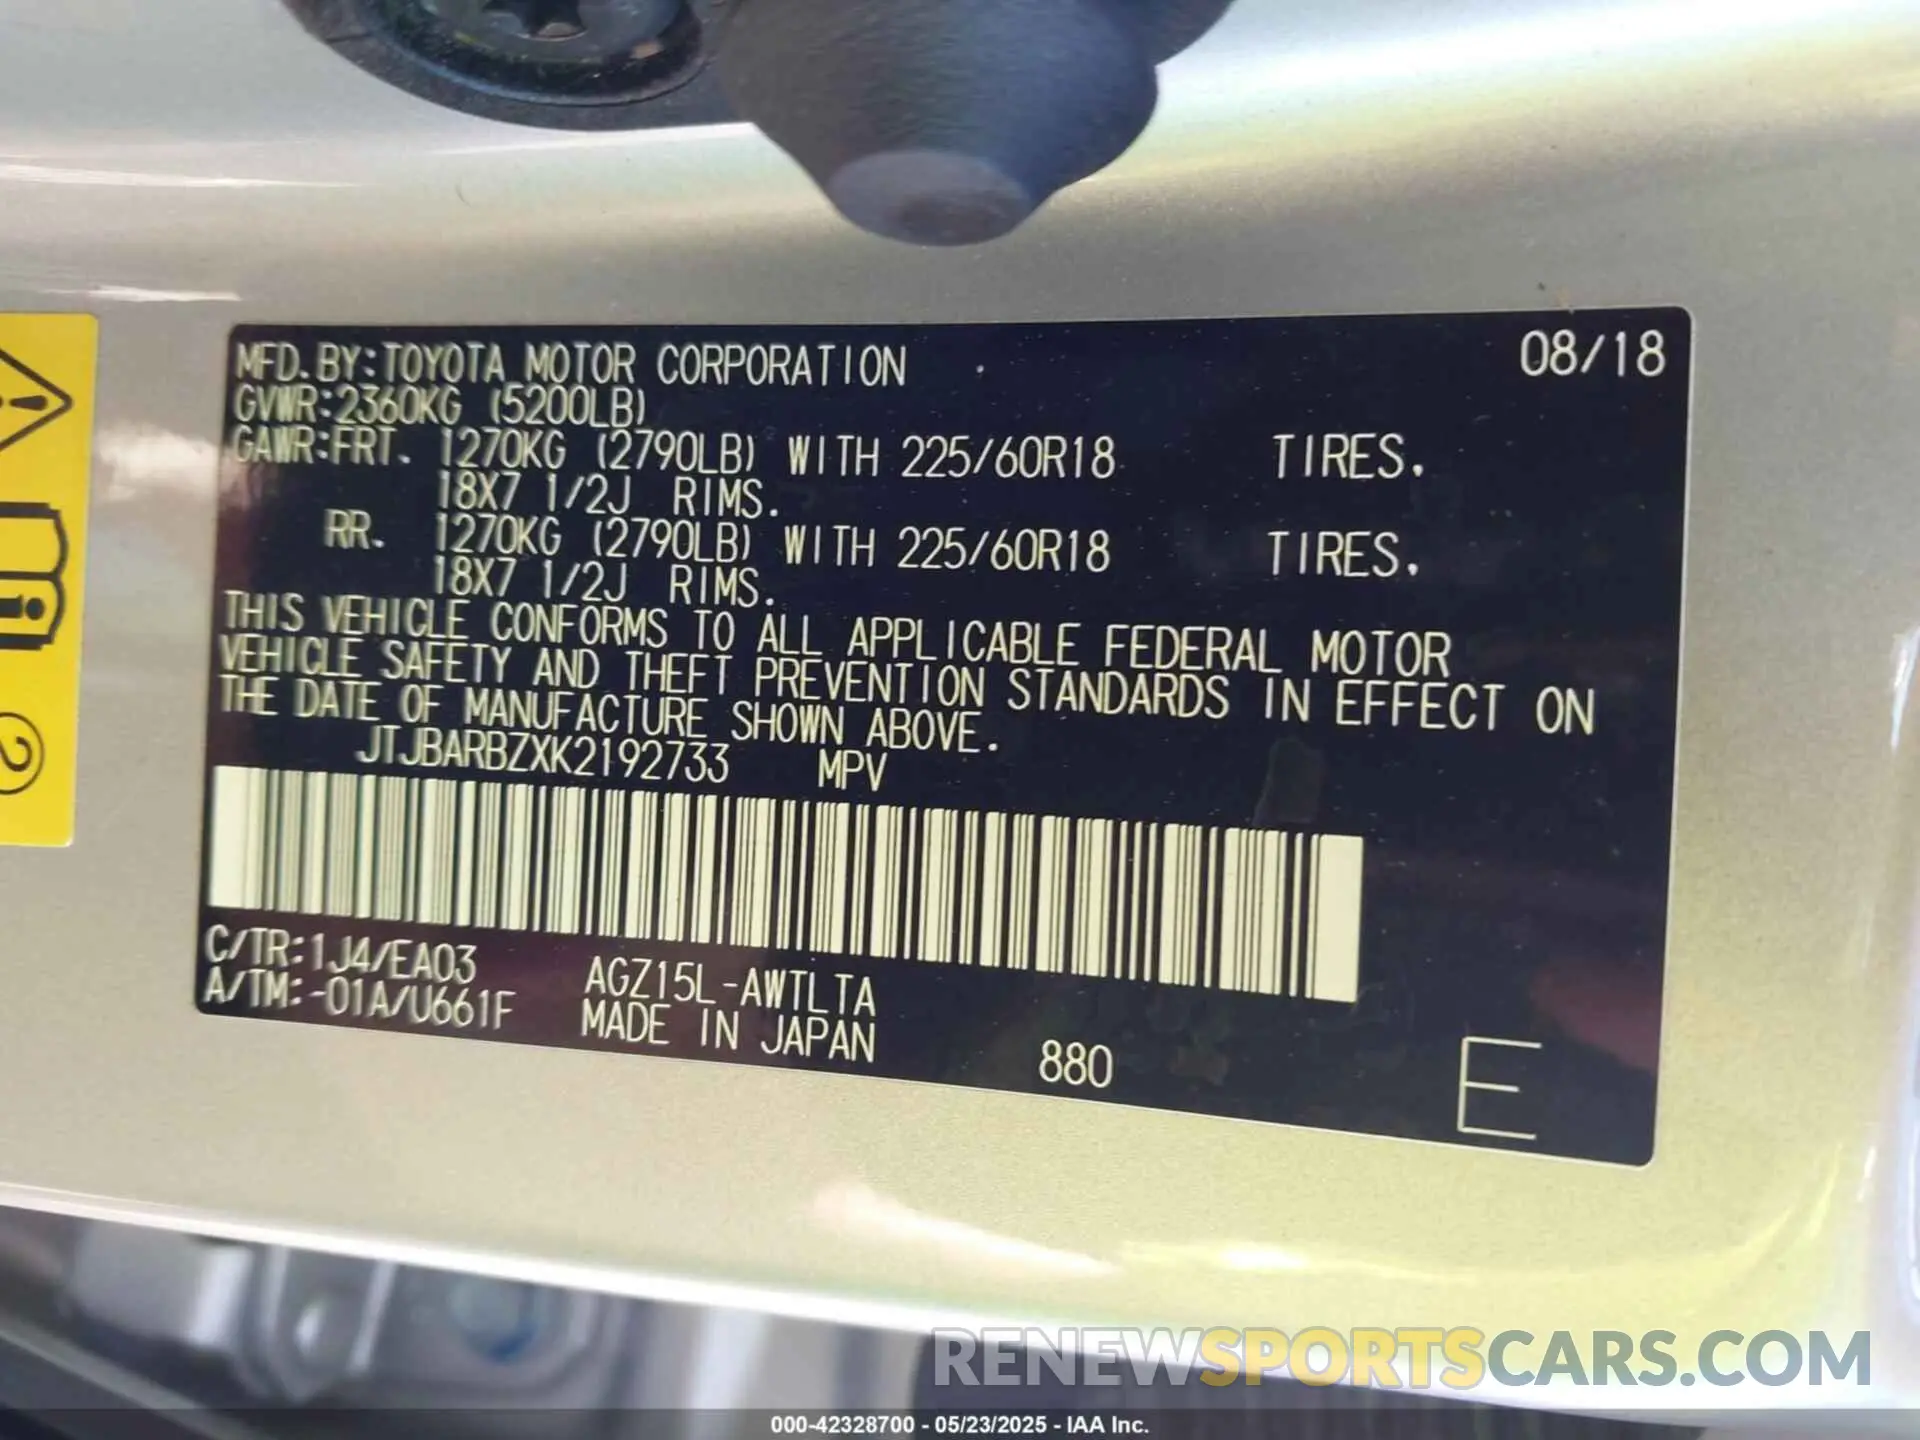 MFD.BY:TOYOTA MOTOR CORPORATION 08/18
GVWR:2360KG (5200LB)
GAWR:FRT. 1270KG (2790LB) WITH 225/60R18 TIRES.
18X7 1/2J RIMS.
RR. 1270KG (2790LB) WITH 225/60R18 TIRES.
18X7 1/2J RIMS.
THIS VEHICLE CONFORMS TO ALL APPLICABLE FEDERAL MOTOR
VEHICLE SAFETY AND THEFT PREVENTION STANDARDS IN EFFECT ON
THE DATE OF MANUFACTURE SHOWN ABOVE.
JTJBARBZXK2192733 MPV
C/TR:1J4/EA03 AGZ15L-AWTLTA
A/TM:-01A/U661F MADE IN JAPAN 880
E
2
RENEWSPORTSCARS.COM
000-42328700 - 05/23/2025 - IAA Inc.